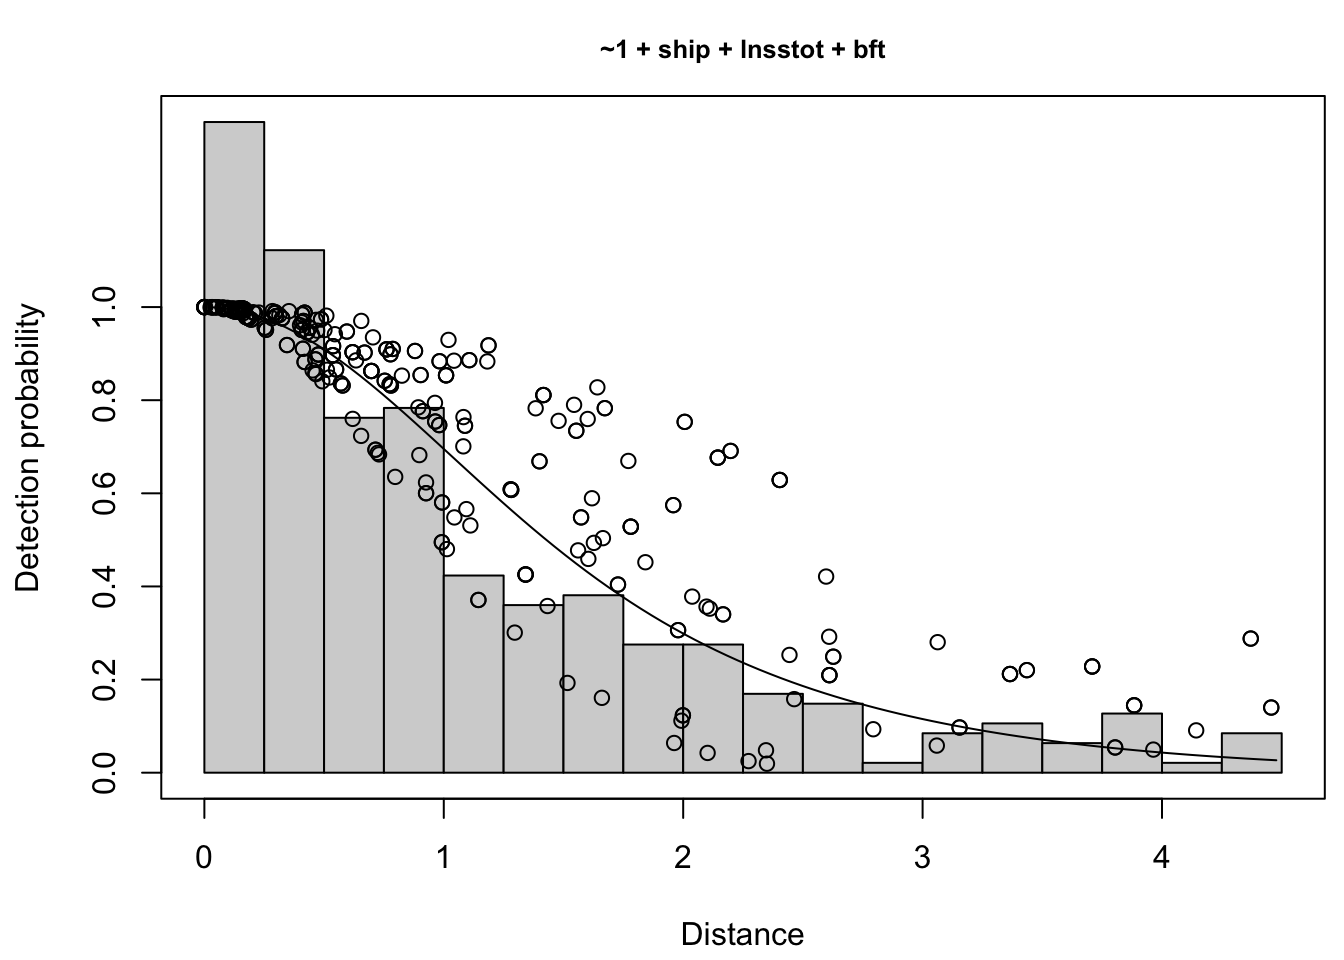 ~1 + ship + lnsstot + bft
Detection probability
1.0
0.8
0.6
0.4
0.2
0.0
0 1 2 3 4
Distance